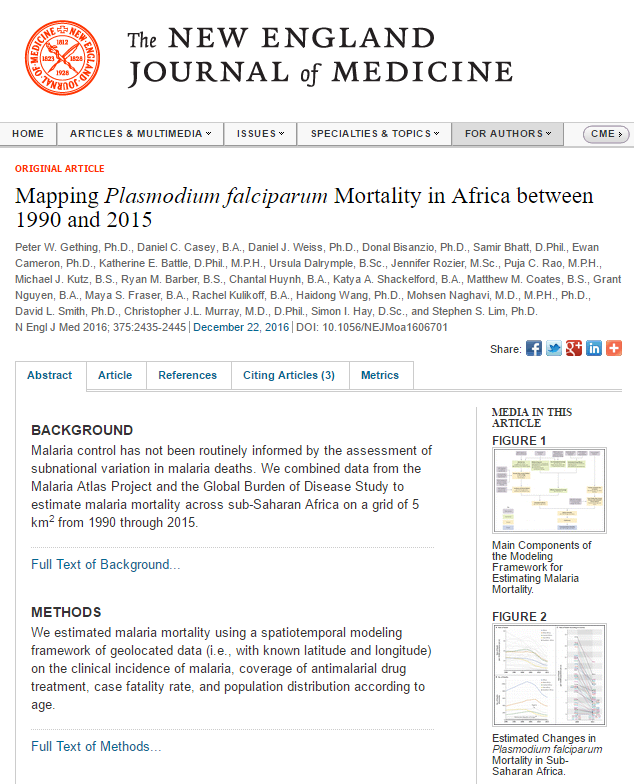 The NEW ENGLAND
JOURNAL of MEDICINE
NEW-ENGLAND JOURNAL OF MEDICINE
1812
1823 1828
1928
HOME ARTICLES & MULTIMEDIA ISSUES SPECIALTIES & TOPICS FOR AUTHORS CME
ORIGINAL ARTICLE
Mapping Plasmodium falciparum Mortality in Africa between
1990 and 2015
Peter W. Gething, Ph.D., Daniel C. Casey, B.A., Daniel J. Weiss, Ph.D., Donal Bisanzio, Ph.D., Samir Bhatt, D.Phil., Ewan
Cameron, Ph.D., Katherine E. Battle, D.Phil., M.P.H., Ursula Dalrymple, B.Sc., Jennifer Rozier, M.Sc., Puja C. Rao, M.P.H.,
Michael J. Kutz, B.S., Ryan M. Barber, B.S., Chantal Huynh, B.A., Katya A. Shackelford, B.A., Matthew M. Coates, B.S., Grant
Nguyen, B.A., Maya S. Fraser, B.A., Rachel Kulikoff, B.A., Haidong Wang, Ph.D., Mohsen Naghavi, M.D., M.P.H., Ph.D.,
David L. Smith, Ph.D., Christopher J.L. Murray, M.D., D.Phil., Simon I. Hay, D.Sc., and Stephen S. Lim, Ph.D.
N Engl J Med 2016; 375:2435-2445 | December 22, 2016 | DOI: 10.1056/NEJMoa1606701
Share:
Abstract Article References Citing Articles (3) Metrics
BACKGROUND
Malaria control has not been routinely informed by the assessment of
subnational variation in malaria deaths. We combined data from the
Malaria Atlas Project and the Global Burden of Disease Study to
estimate malaria mortality across sub-Saharan Africa on a grid of 5
km2 from 1990 through 2015.
Full Text of Background...
METHODS
We estimated malaria mortality using a spatiotemporal modeling
framework of geolocated data (i.e., with known latitude and longitude)
on the clinical incidence of malaria, coverage of antimalarial drug
treatment, case fatality rate, and population distribution according to
age.
Full Text of Methods...
MEDIA IN THIS
ARTICLE
FIGURE 1
Main Components of
the Modeling
Framework for
Estimating Malaria
Mortality.
FIGURE 2
Estimated Changes in
Plasmodium falciparum
Mortality in Sub-
Saharan Africa.